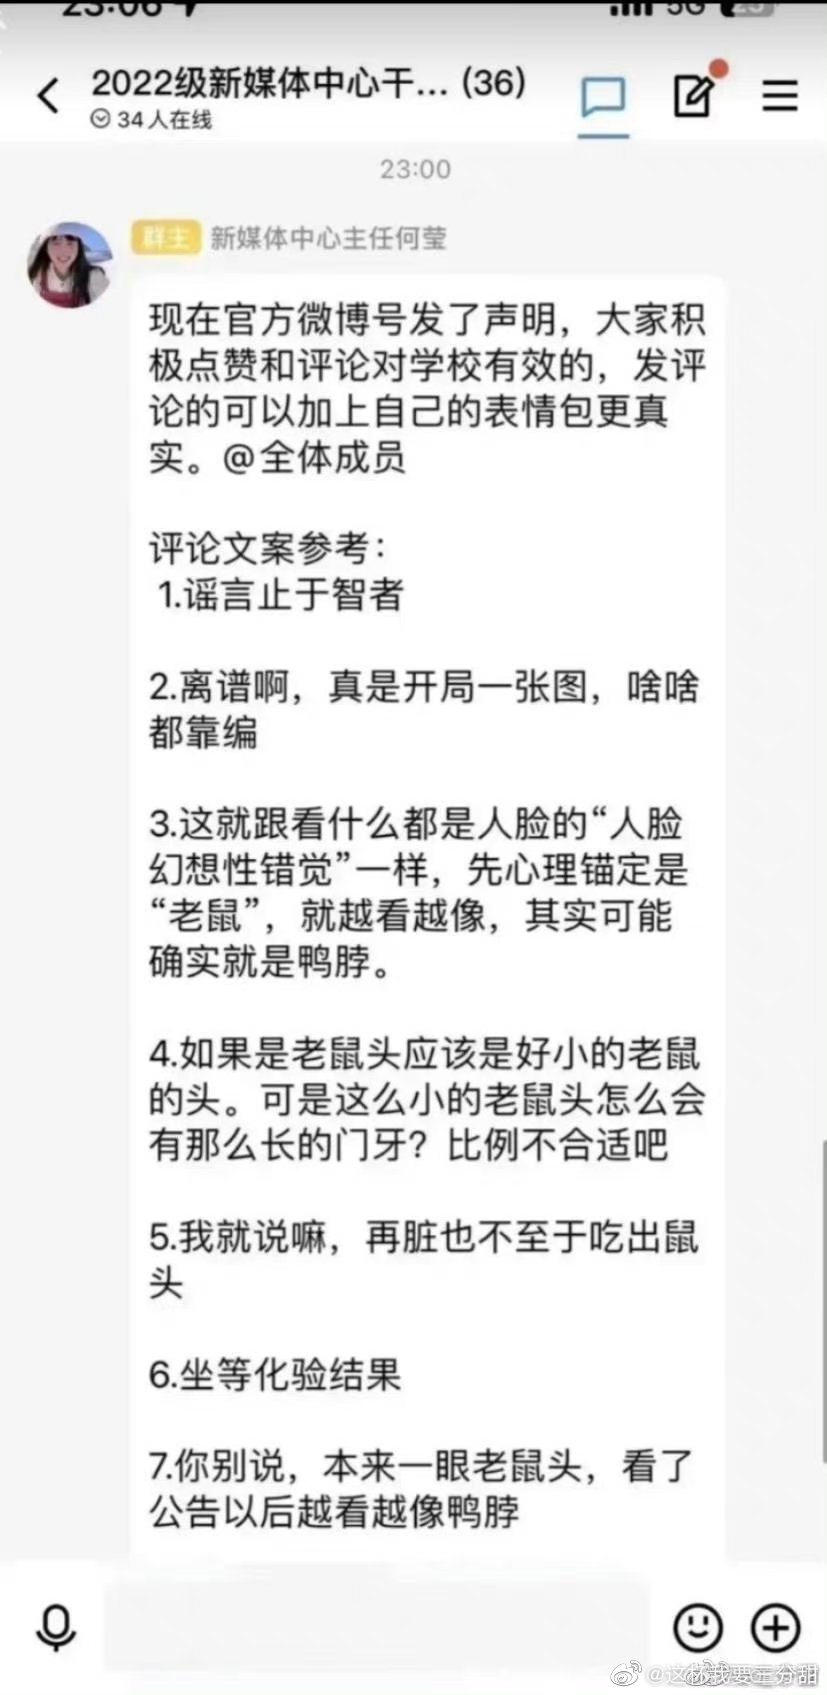 23:06
5G
2022级新媒体中心干... (36)
34人在线
23:00
群主 新媒体中心主任何莹
现在官方微博号发了声明，大家积
极点赞和评论对学校有效的，发评
论的可以加上自己的表情包更真
实。@全体成员
评论文案参考：
1.谣言止于智者
2.离谱啊，真是开局一张图，啥啥
都靠编
3.这就跟看什么都是人脸的“人脸
幻想性错觉”一样，先心理锚定是
“老鼠”，就越看越像，其实可能
确实就是鸭脖。
4.如果是老鼠头应该是好小的老鼠
的头。可是这么小的老鼠头怎么会
有那么长的门牙？比例不合适吧
5.我就说嘛，再脏也不至于吃出鼠
头
6.坐等化验结果
7.你别说，本来一眼老鼠头，看了
公告以后越看越像鸭脖